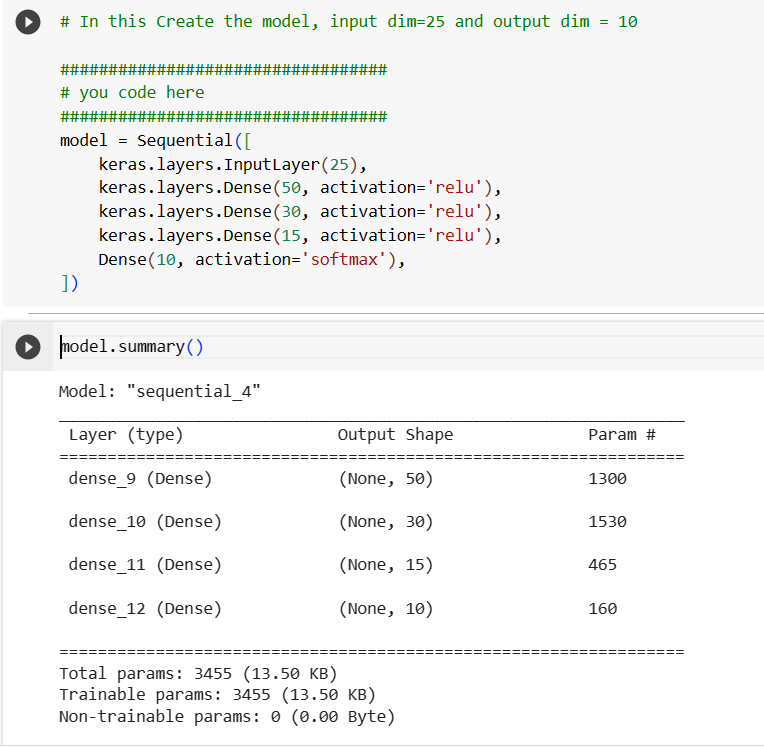 # In this Create the model, input dim=25 and output dim = 10
##################################
# you code here
##################################
model = Sequential([
    keras.layers.InputLayer(25),
    keras.layers.Dense(50, activation='relu'),
    keras.layers.Dense(30, activation='relu'),
    keras.layers.Dense(15, activation='relu'),
    Dense(10, activation='softmax'),
])
model.summary()
Model: "sequential_4"
_________________________________________________________________
 Layer (type)                Output Shape              Param #
=================================================================
 dense_9 (Dense)             (None, 50)                1300
 dense_10 (Dense)            (None, 30)                1530
 dense_11 (Dense)            (None, 15)                465
 dense_12 (Dense)            (None, 10)                160
=================================================================
Total params: 3455 (13.50 KB)
Trainable params: 3455 (13.50 KB)
Non-trainable params: 0 (0.00 Byte)